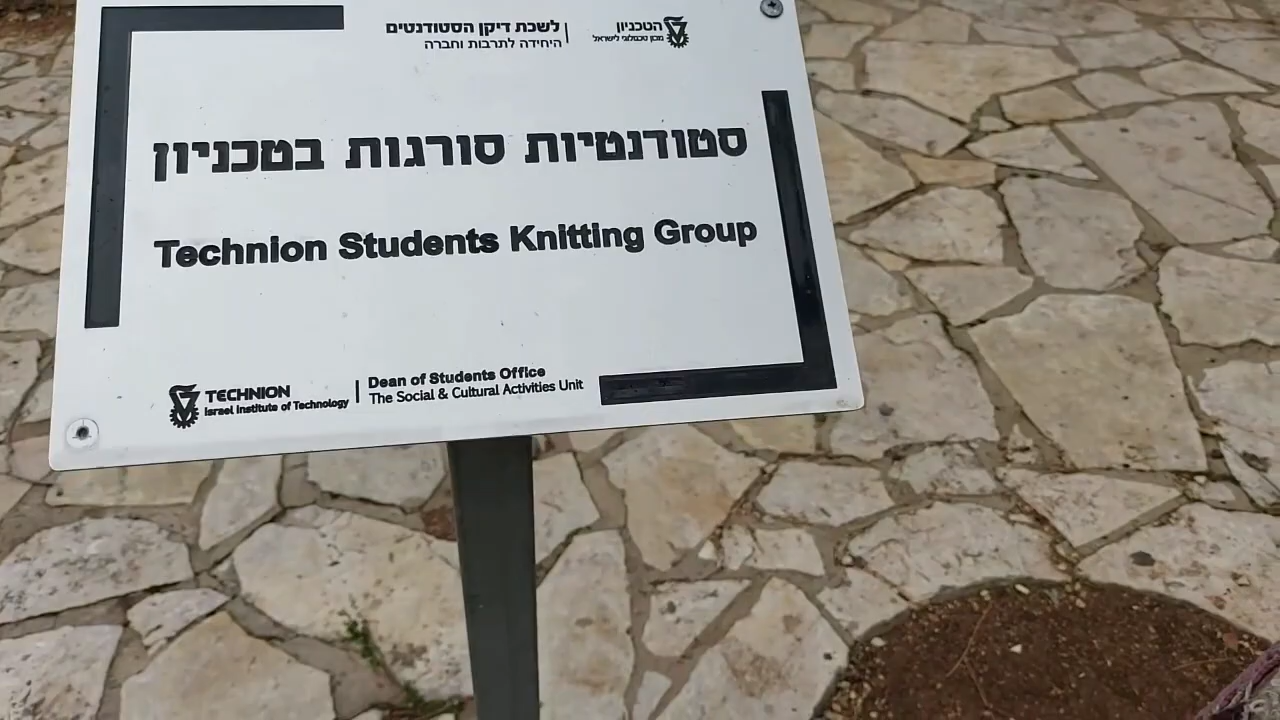 לשכת דיקן הסטודנטים
היחידה לתרבות וחברה
הטכניון
מכון טכנולוגי לישראל
סטודנטיות סורגות בטכניון
Technion Students Knitting Group
TECHNION
Israel Institute of Technology
Dean of Students Office
The Social & Cultural Activities Unit